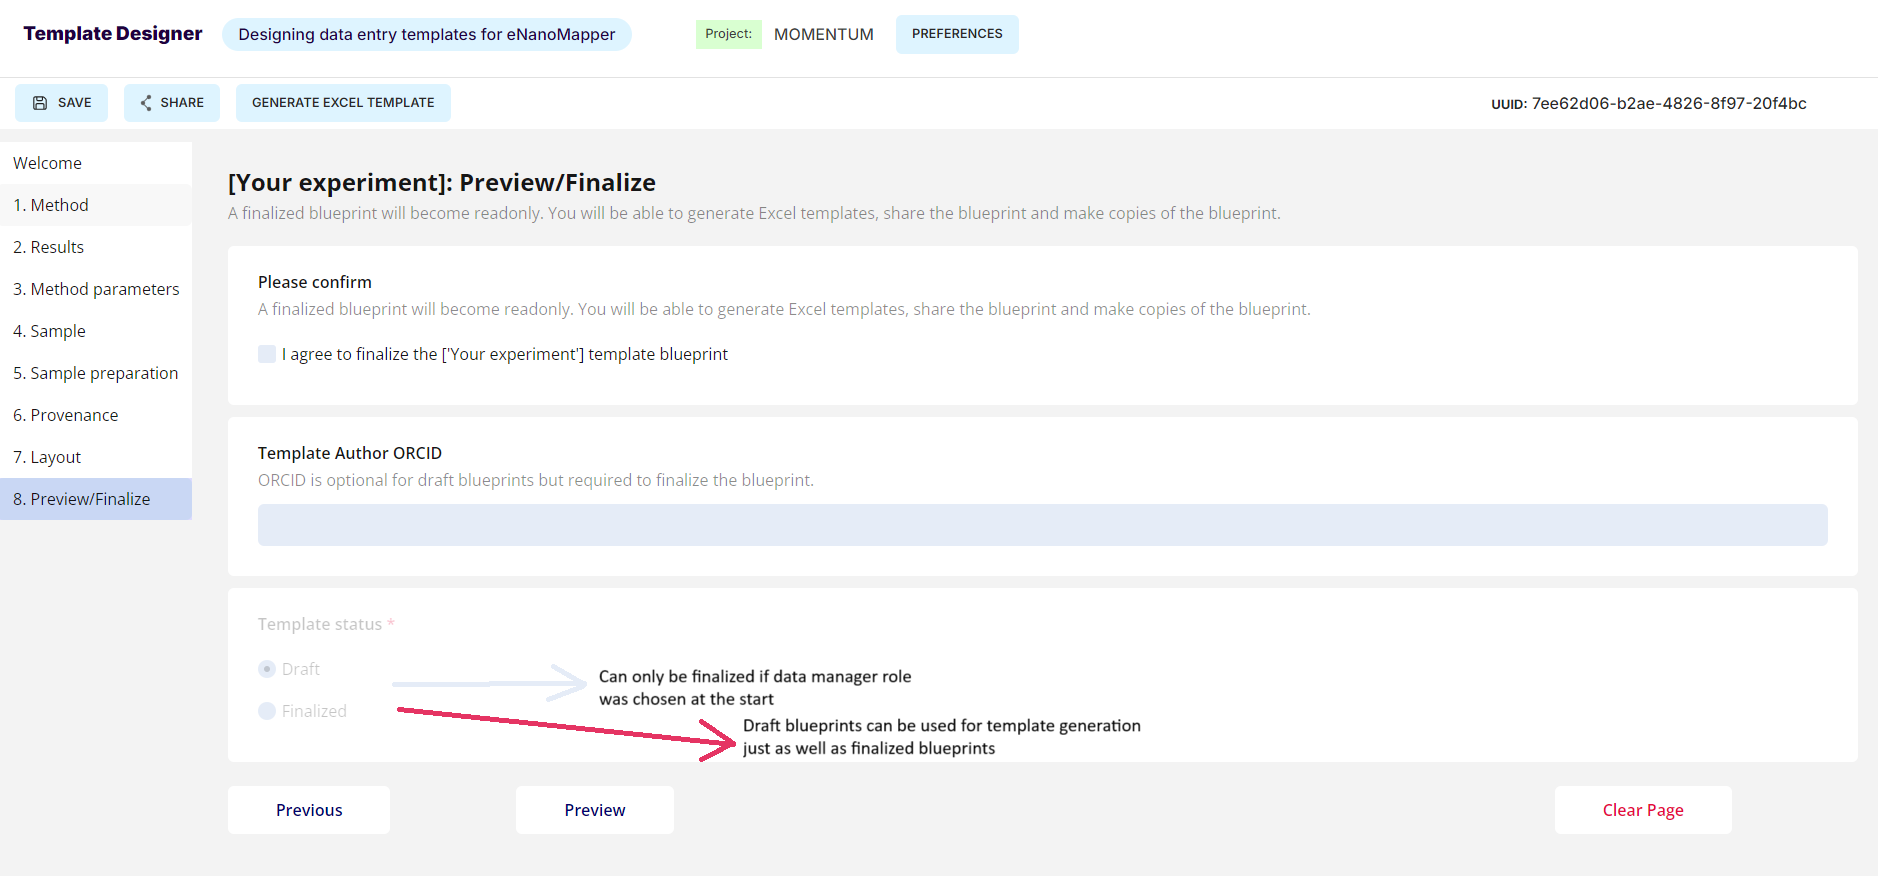 Template Designer
Designing data entry templates for eNanoMapper
Project:
MOMENTUM
PREFERENCES
SAVE
SHARE
GENERATE EXCEL TEMPLATE
UUID: 7ee62d06-b2ae-4826-8f97-20f4bc
Welcome
1. Method
2. Results
3. Method parameters
4. Sample
5. Sample preparation
6. Provenance
7. Layout
8. Preview/Finalize
[Your experiment]: Preview/Finalize
A finalized blueprint will become readonly. You will be able to generate Excel templates, share the blueprint and make copies of the blueprint.
Please confirm
A finalized blueprint will become readonly. You will be able to generate Excel templates, share the blueprint and make copies of the blueprint.
I agree to finalize the ['Your experiment'] template blueprint
Template Author ORCID
ORCID is optional for draft blueprints but required to finalize the blueprint.
Template status *
Draft
Finalized
Can only be finalized if data manager role
was chosen at the start
Draft blueprints can be used for template generation
just as well as finalized blueprints
Previous
Preview
Clear Page